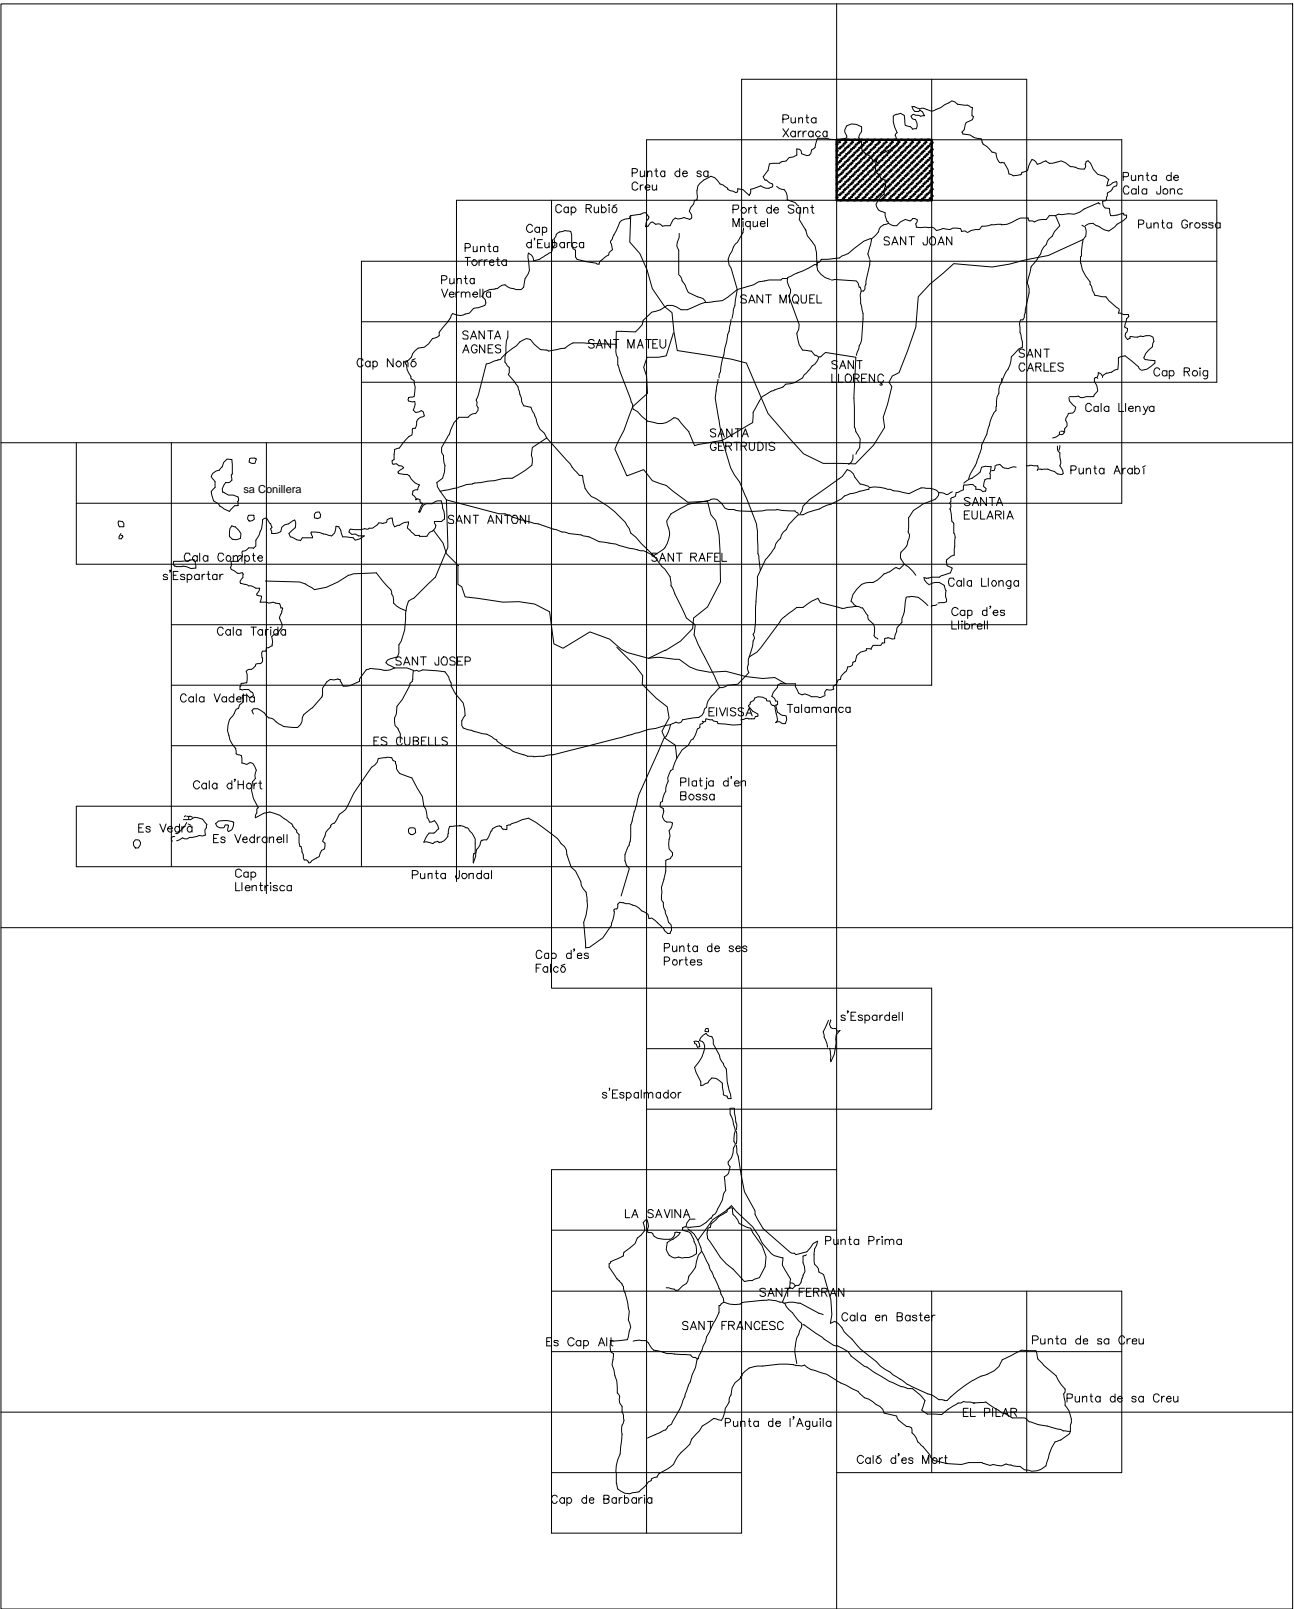 Punta
Xarraca
Punta de sa
Creu
Punta de
Cala Jonc
Cap Rubió
Port de Sant
Miquel
Punta Grossa
Cap
d'Eubarca
SANT JOAN
Punta
Torreta
Punta
Vermella
SANT MIQUEL
SANTA
AGNES
SANT MATEU
Cap Nonó
SANT
LLORENÇ
SANT
CARLES
Cap Roig
Cala Llenya
SANTA
GERTRUDIS
Punta Arabí
sa Conillera
SANTA
EULARIA
SANT ANTONI
Cala Compte
SANT RAFEL
s'Espartar
Cala Llonga
Cap d'es
Llibrell
Cala Tarida
SANT JOSEP
Cala Vadella
EIVISSA
Talamanca
ES CUBELLS
Cala d'Hort
Platja d'en
Bossa
Es Vedrà
Es Vedranell
Cap
Llentrisca
Punta Jondal
Cap d'es
Falcó
Punta de ses
Portes
s'Espardell
s'Espalmador
LA SAVINA
Punta Prima
SANT FERRAN
Cala en Baster
SANT FRANCESC
Es Cap Alt
Punta de sa Creu
Punta de sa Creu
EL PILAR
Punta de l'Aguila
Caló d'es Mort
Cap de Barbaria